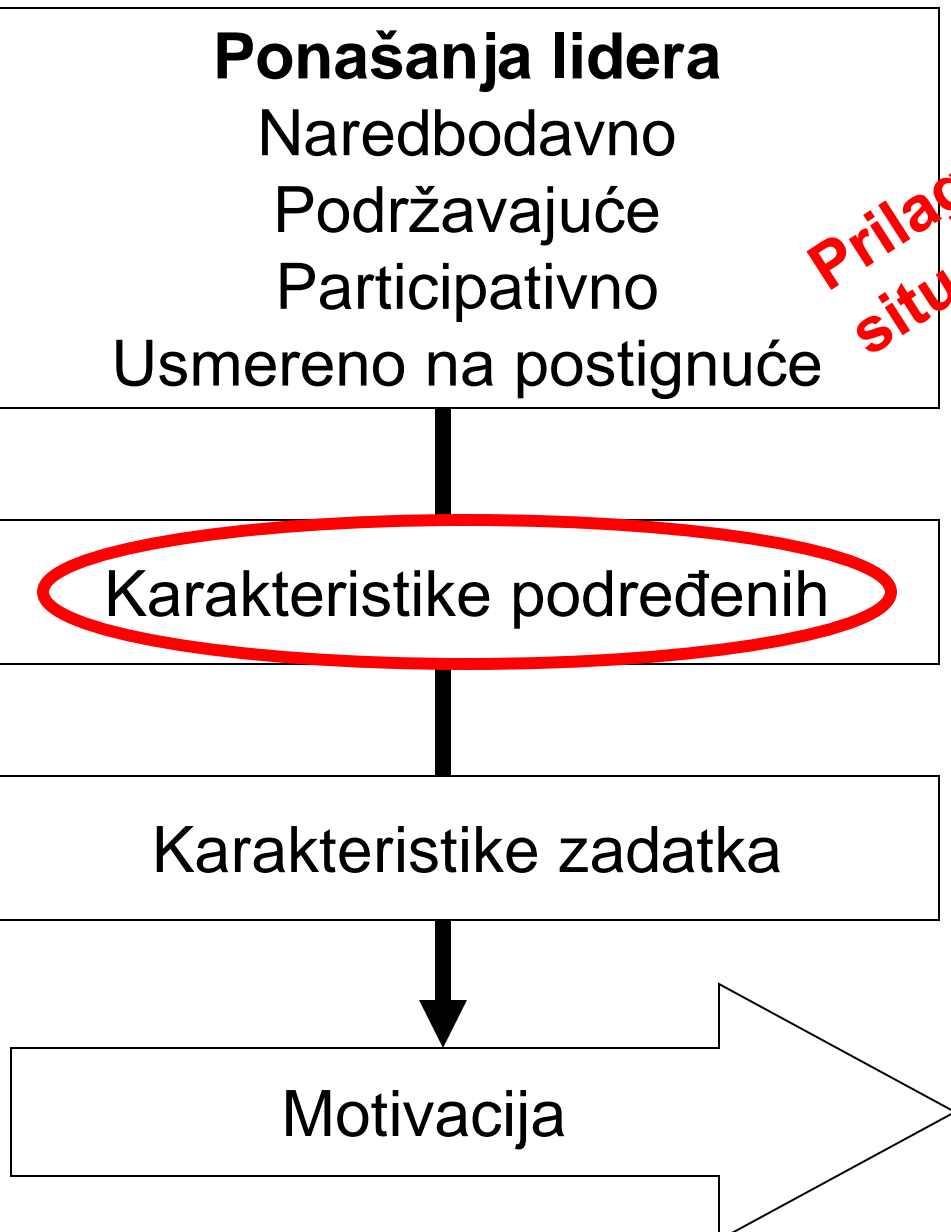 Ponašanja lidera
Naredbodavno
Podržavajuće
Participativno
Usmereno na postignuće
Karakteristike podređenih
Karakteristike zadatka
Motivacija